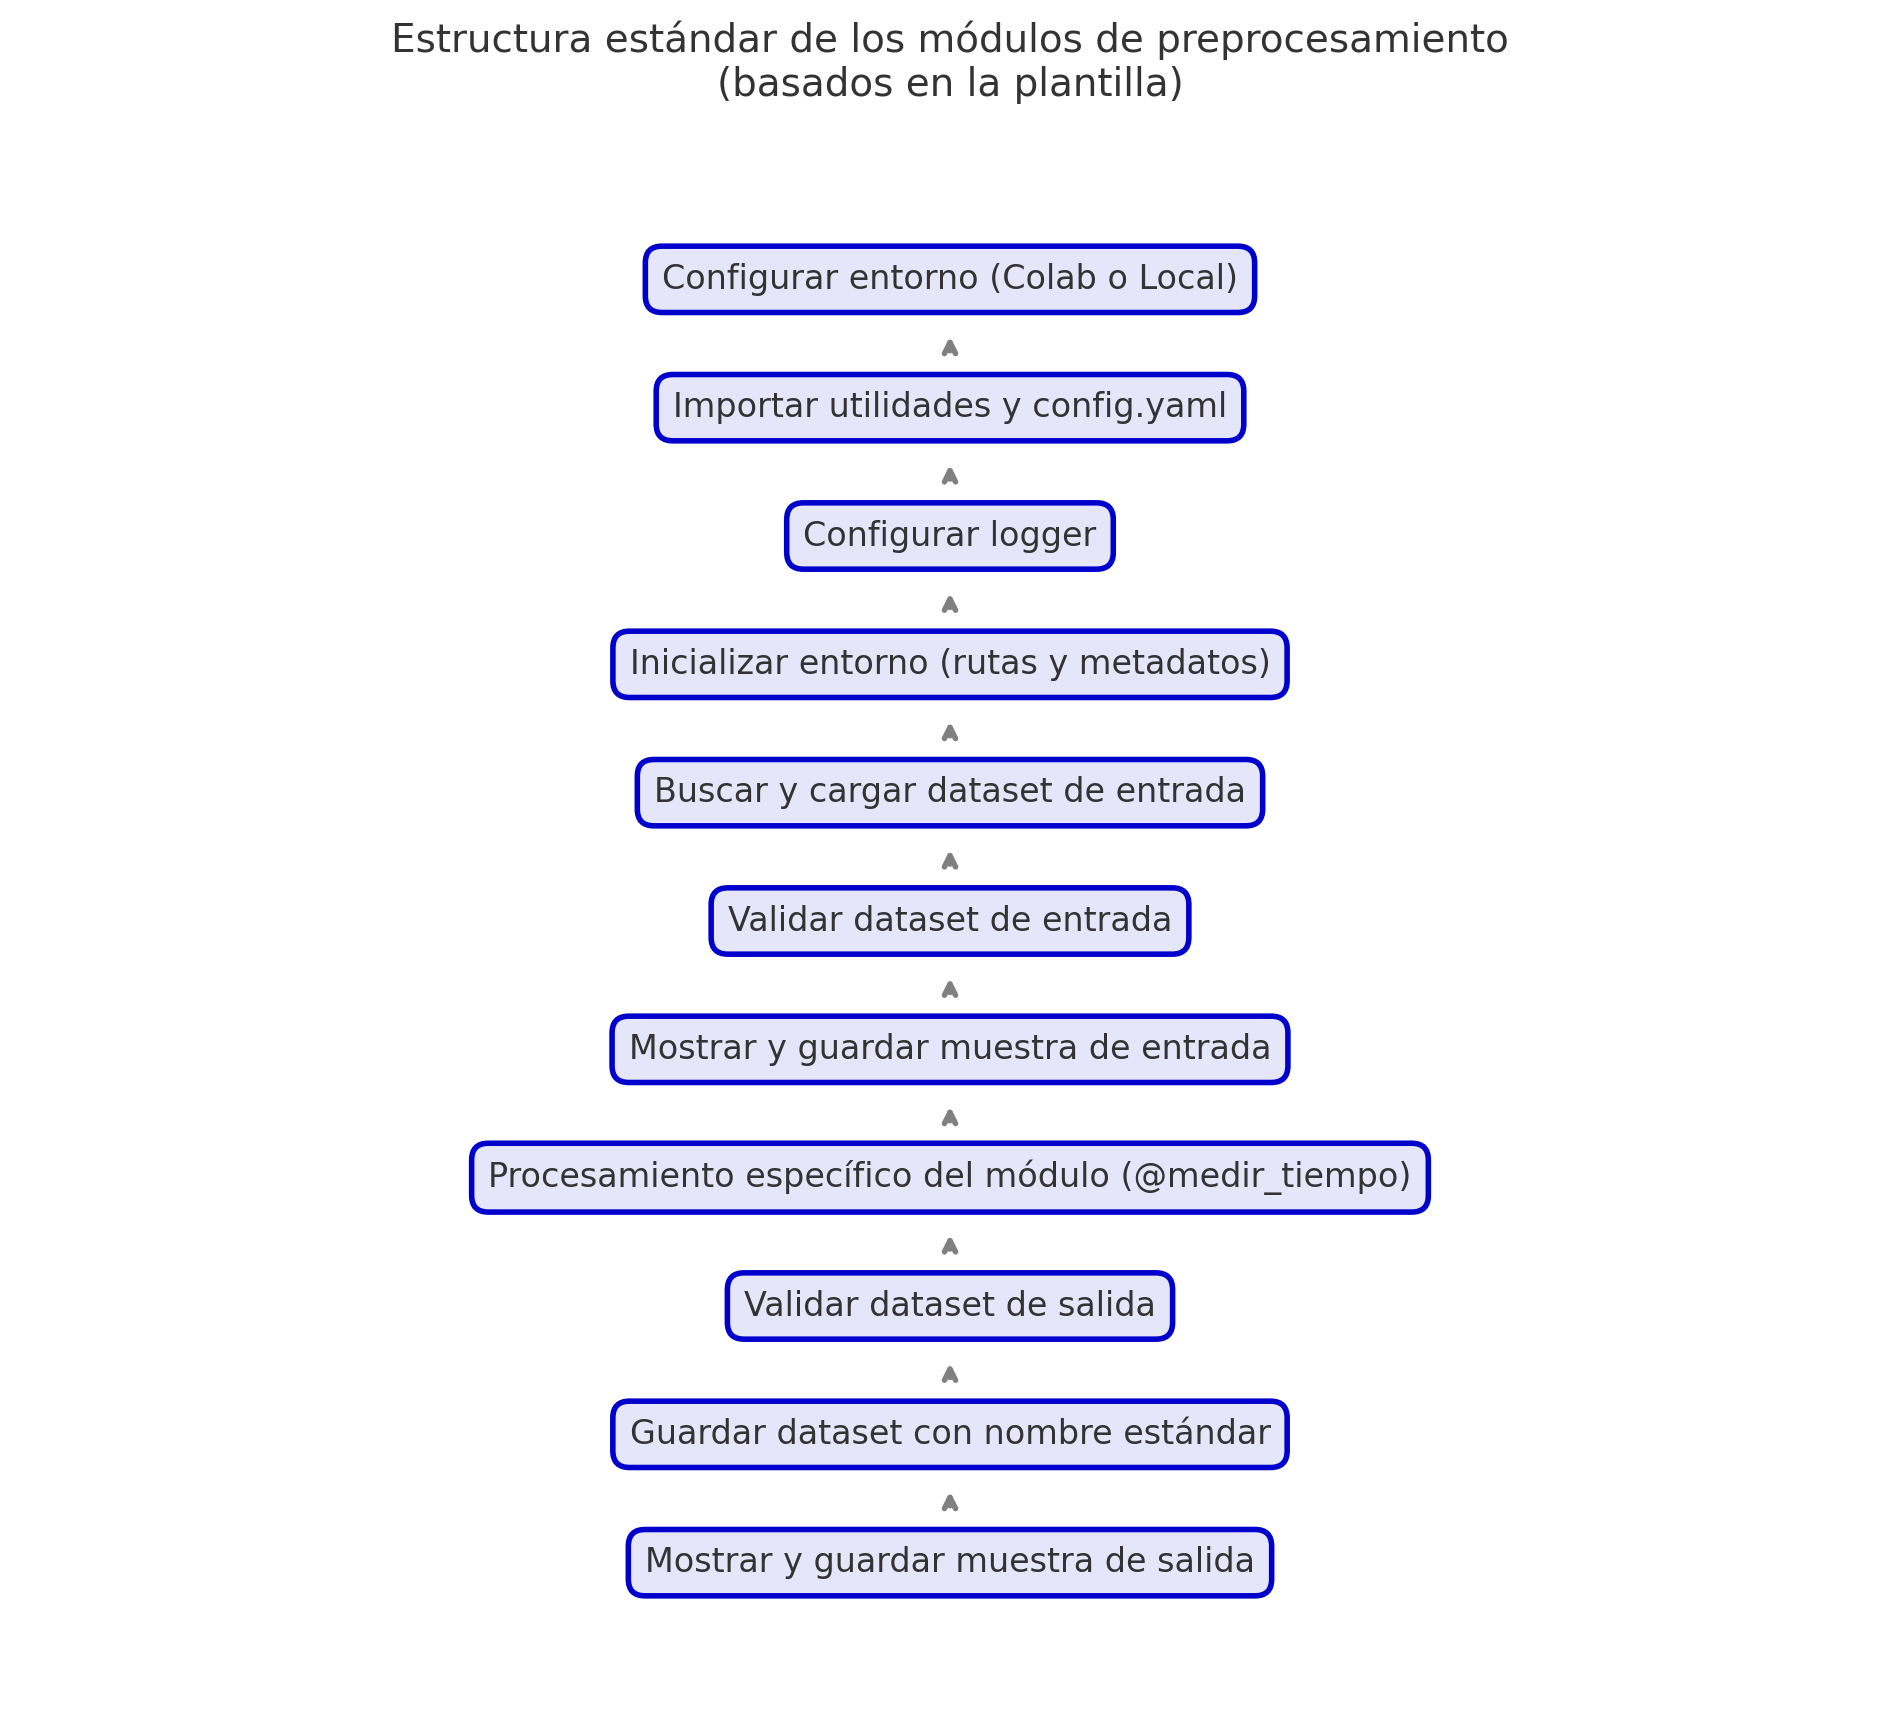 Estructura estándar de los módulos de preprocesamiento
(basados en la plantilla)
Configurar entorno (Colab o Local)
Importar utilidades y config.yaml
Configurar logger
Inicializar entorno (rutas y metadatos)
Buscar y cargar dataset de entrada
Validar dataset de entrada
Mostrar y guardar muestra de entrada
Procesamiento específico del módulo (@medir_tiempo)
Validar dataset de salida
Guardar dataset con nombre estándar
Mostrar y guardar muestra de salida